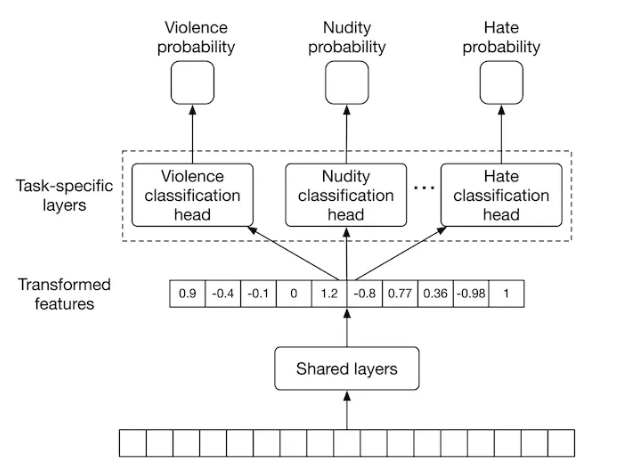 Violence
probability
Nudity
probability
Hate
probability
Task-specific
layers
Violence
classification
head
Nudity
classification
head
...
Hate
classification
head
Transformed
features
0.9 -0.4 -0.1 0 1.2 -0.8 0.77 0.36 -0.98 1
Shared layers